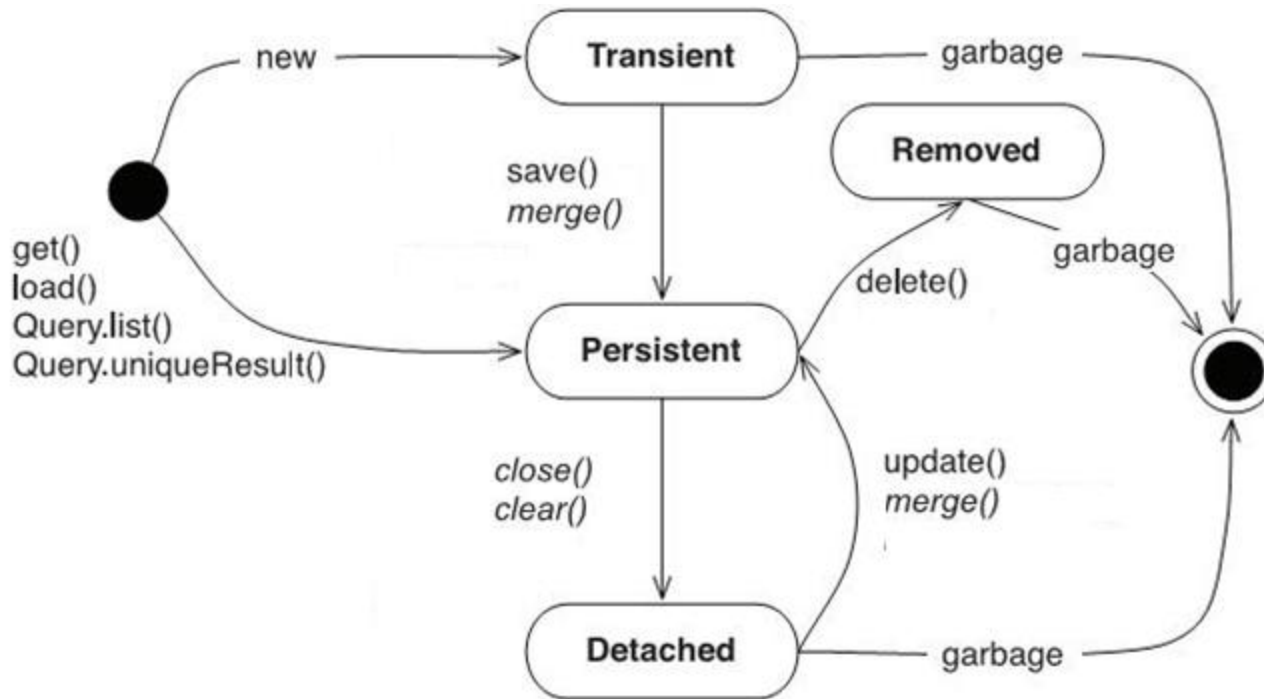 new
Transient
garbage
Removed
save()
merge()
garbage
get()
load()
Query.list()
Query.uniqueResult()
delete()
Persistent
close()
clear()
update()
merge()
Detached
garbage